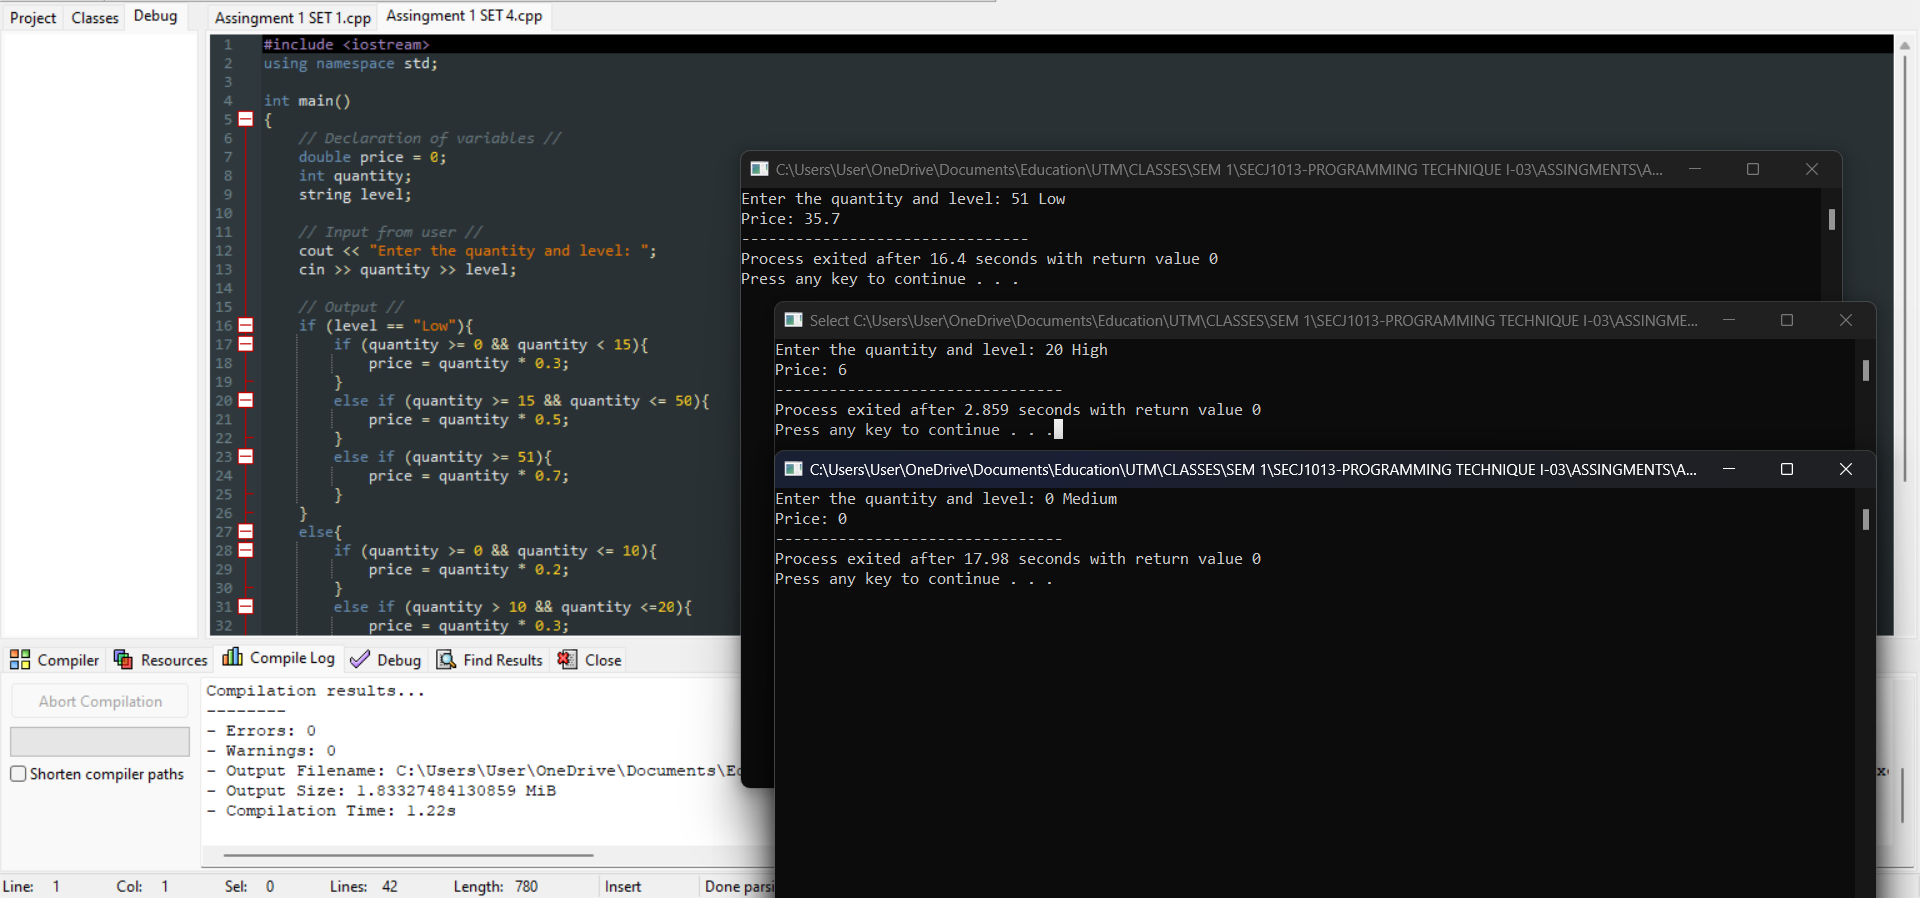 Project Classes Debug
Assingment 1 SET 1.cpp Assingment 1 SET 4.cpp
1 #include <iostream>
2 using namespace std;
3
4 int main()
5 {
6 // Declaration of variables //
7 double price = 0;
8 int quantity;
9 string level;
10
11 // Input from user //
12 cout << "Enter the quantity and level: ";
13 cin >> quantity >> level;
14
15 // Output //
16 if (level == "Low"){
17 if (quantity >= 0 && quantity < 15){
18 price = quantity * 0.3;
19 }
20 else if (quantity >= 15 && quantity <= 50){
21 price = quantity * 0.5;
22 }
23 else if (quantity >= 51){
24 price = quantity * 0.7;
25 }
26 }
27 else{
28 if (quantity >= 0 && quantity <= 10){
29 price = quantity * 0.2;
30 }
31 else if (quantity > 10 && quantity <=20){
32 price = quantity * 0.3;
C:\Users\User\OneDrive\Documents\Education\UTM\CLASSES\SEM 1\SECJ1013-PROGRAMMING TECHNIQUE I-03\ASSINGMENTS\A...
Enter the quantity and level: 51 Low
Price: 35.7
--------------------------------
Process exited after 16.4 seconds with return value 0
Press any key to continue . . .
Select C:\Users\User\OneDrive\Documents\Education\UTM\CLASSES\SEM 1\SECJ1013-PROGRAMMING TECHNIQUE I-03\ASSINGME...
Enter the quantity and level: 20 High
Price: 6
--------------------------------
Process exited after 2.859 seconds with return value 0
Press any key to continue . . .
C:\Users\User\OneDrive\Documents\Education\UTM\CLASSES\SEM 1\SECJ1013-PROGRAMMING TECHNIQUE I-03\ASSINGMENTS\A...
Enter the quantity and level: 0 Medium
Price: 0
--------------------------------
Process exited after 17.98 seconds with return value 0
Press any key to continue . . .
Compiler Resources Compile Log Debug Find Results Close
Abort Compilation
Shorten compiler paths
Compilation results...
--------
- Errors: 0
- Warnings: 0
- Output Filename: C:\Users\User\OneDrive\Documents\E
- Output Size: 1.83327484130859 MiB
- Compilation Time: 1.22s
Line: 1 Col: 1 Sel: 0 Lines: 42 Length: 780 Insert Done parsi